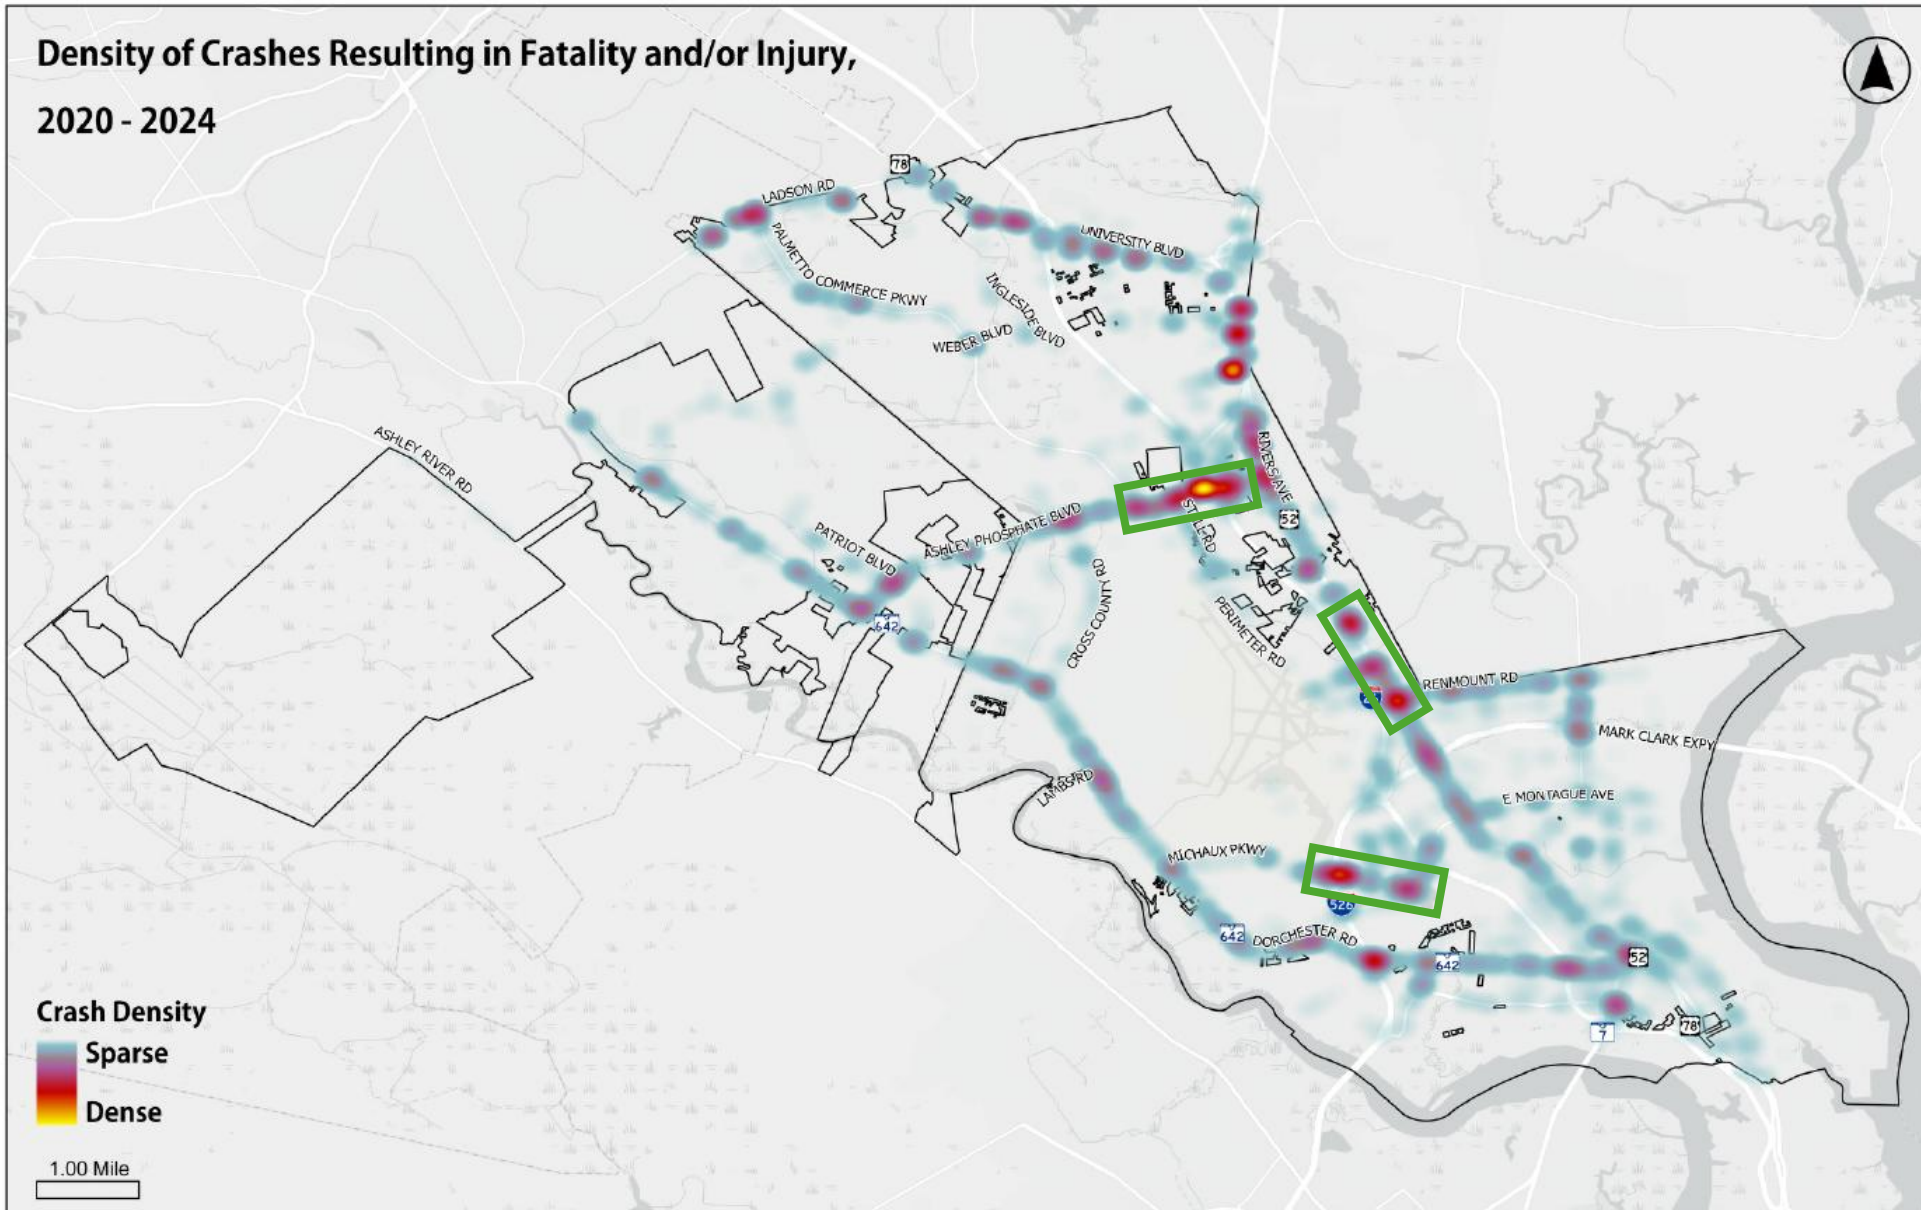 Density of Crashes Resulting in Fatality and/or Injury,
2020 - 2024
78
LADSON RD
UNIVERSITY BLVD
PALMETTO COMMERCE PKWY
INGLESIDE BLVD
WEBER BLVD
ASHLEY RIVER RD
RIVERS AVE
52
ASHLEY PHOSPHATE BLVD
PATRIOT BLVD
CROSS COUNTY RD
PERIMETER RD
642
RENMOUNT RD
MARK CLARK EXPY
LAMBS RD
E MONTAGUE AVE
MICHAUX PKWY
526
642
DORCHESTER RD
642
52
7
78
Crash Density
Sparse
Dense
1.00 Mile